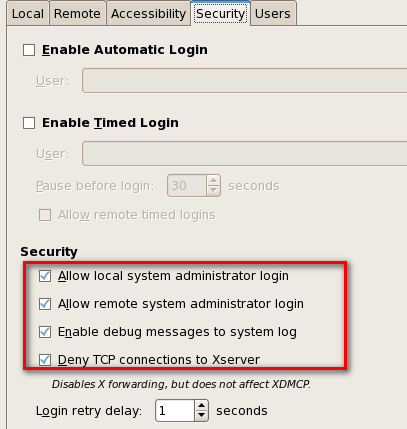 Local Remote Accessibility Security Users
Enable Automatic Login
User:
Enable Timed Login
User:
Pause before login: 30 seconds
Allow remote timed logins
Security
Allow local system administrator login
Allow remote system administrator login
Enable debug messages to system log
Deny TCP connections to Xserver
Disables X forwarding, but does not affect XDMCP.
Login retry delay: 1 seconds